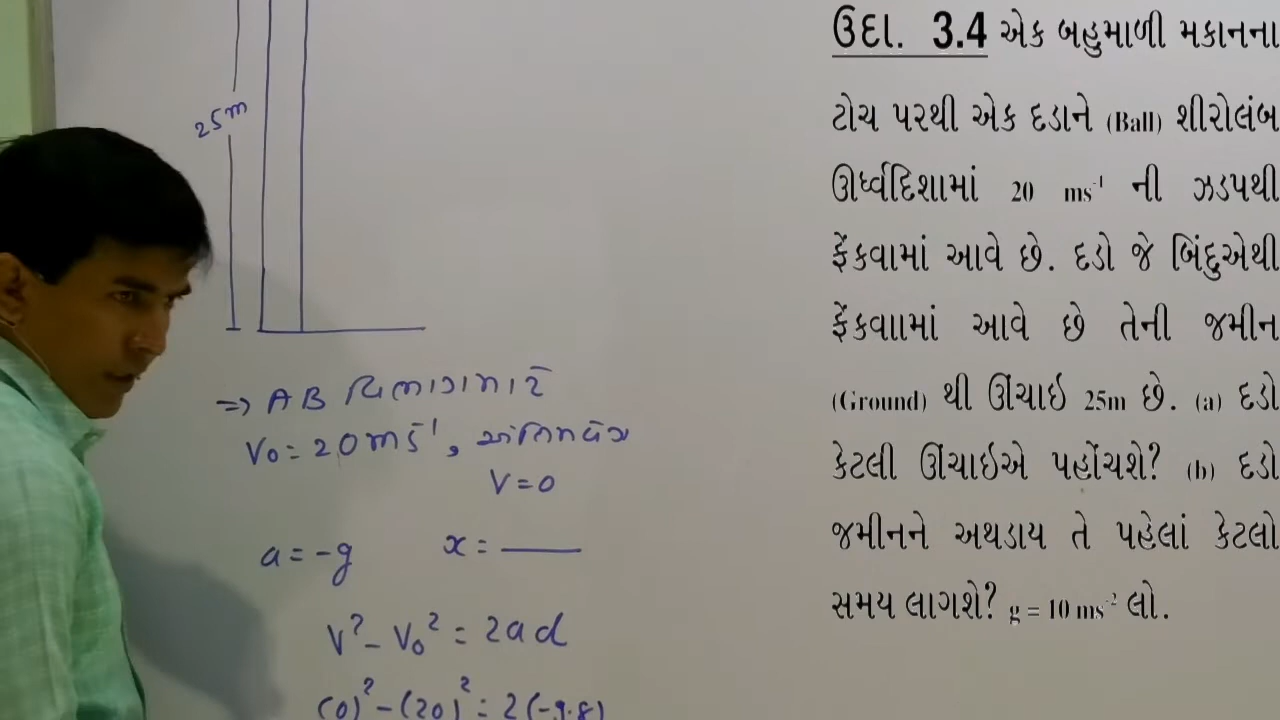 25m
⇒ AB વિભાગ માટે
V₀ = 20 ms⁻¹, અંતિમ વેગ
V = 0
a = -g x = ____
V² - V₀² = 2ad
(0)² - (20)² = 2(-9.8)
ઉદા. 3.4 એક બહુમાળી મકાનના
ટોચ પરથી એક દડાને (Ball) શીરોલંબ
ઊર્ધ્વદિશામાં 20 ms⁻¹ ની ઝડપથી
ફેંકવામાં આવે છે. દડો જે બિંદુએથી
ફેંકવાામાં આવે છે તેની જમીન
(Ground) થી ઊંચાઇ 25m છે. (a) દડો
કેટલી ઊંચાઇએ પહોંચશે? (b) દડો
જમીનને અથડાય તે પહેલાં કેટલો
સમય લાગશે? g = 10 ms⁻² લો.